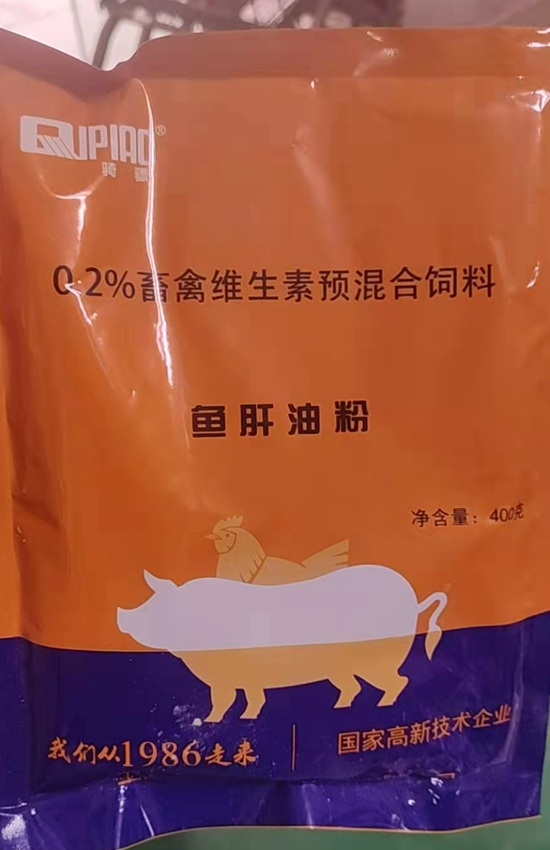 QIPIAO®
骑骠
0.2%畜禽维生素预混合饲料
鱼肝油粉
净含量：400克
我们从1986走来
国家高新技术企业